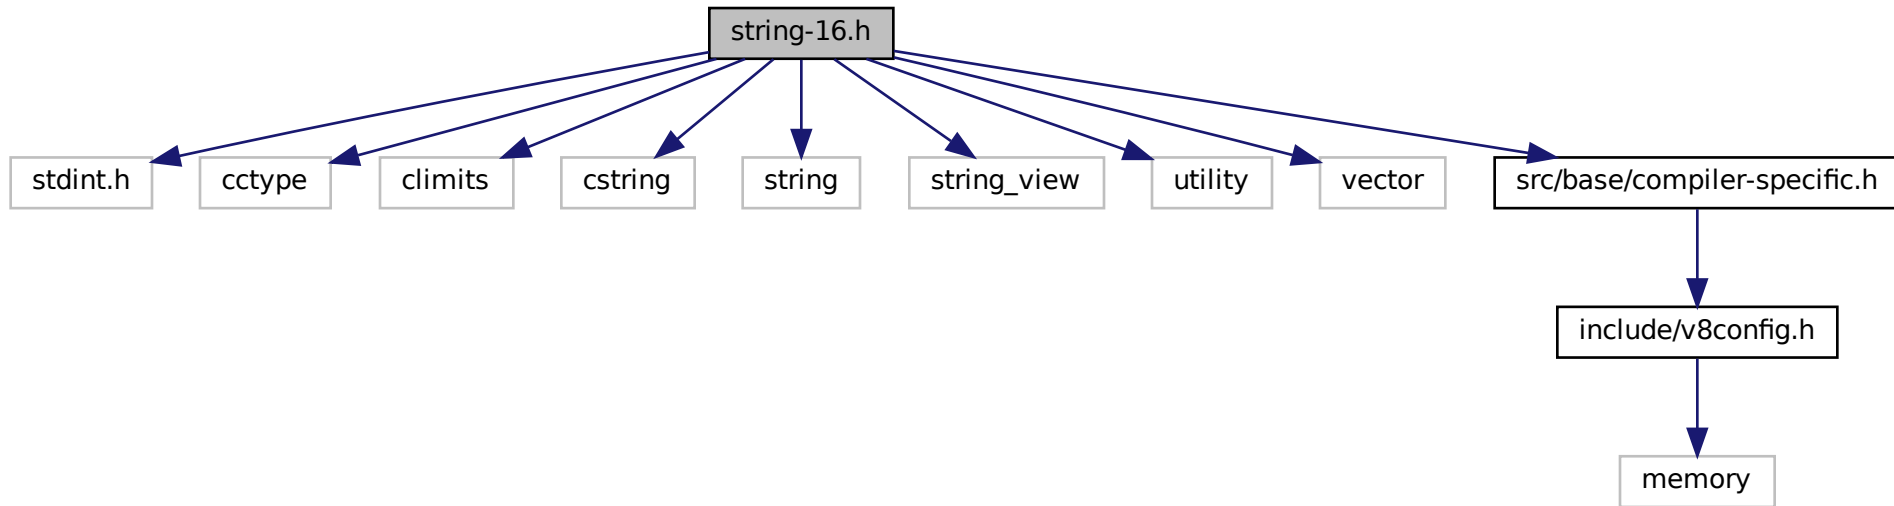 string-16.h
stdint.h
cctype
climits
cstring
string
string_view
utility
vector
src/base/compiler-specific.h
include/v8config.h
memory